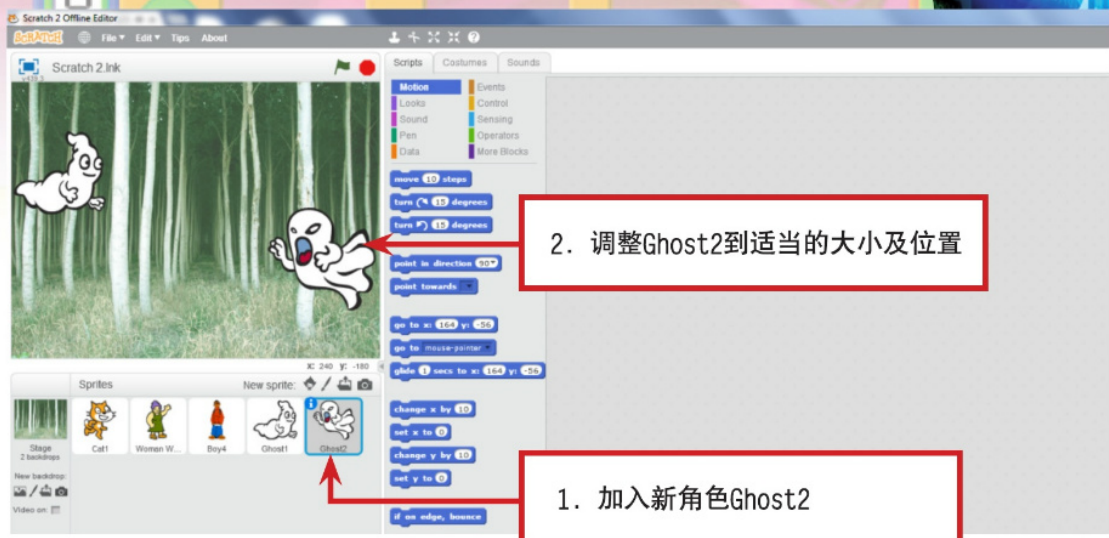 Scratch 2 Offline Editor
SCRATCH File▼ Edit▼ Tips About
Scratch 2.lnk
v439.3
Scripts Costumes Sounds
Motion Events
Looks Control
Sound Sensing
Pen Operators
Data More Blocks
move 10 steps
turn 15 degrees
turn 15 degrees
point in direction 90▼
point towards
go to x: 164 y: -56
go to mouse-pointer
glide 1 secs to x: 164 y: -56
change x by 10
set x to 0
change y by 10
set y to 0
if on edge, bounce
2. 调整Ghost2到适当的大小及位置
X: 240 y: -180
Sprites New sprite:
Stage
2 backdrops
Cat1 Woman W... Boy4 Ghost1 Ghost2
New backdrop:
Video on:
1. 加入新角色Ghost2